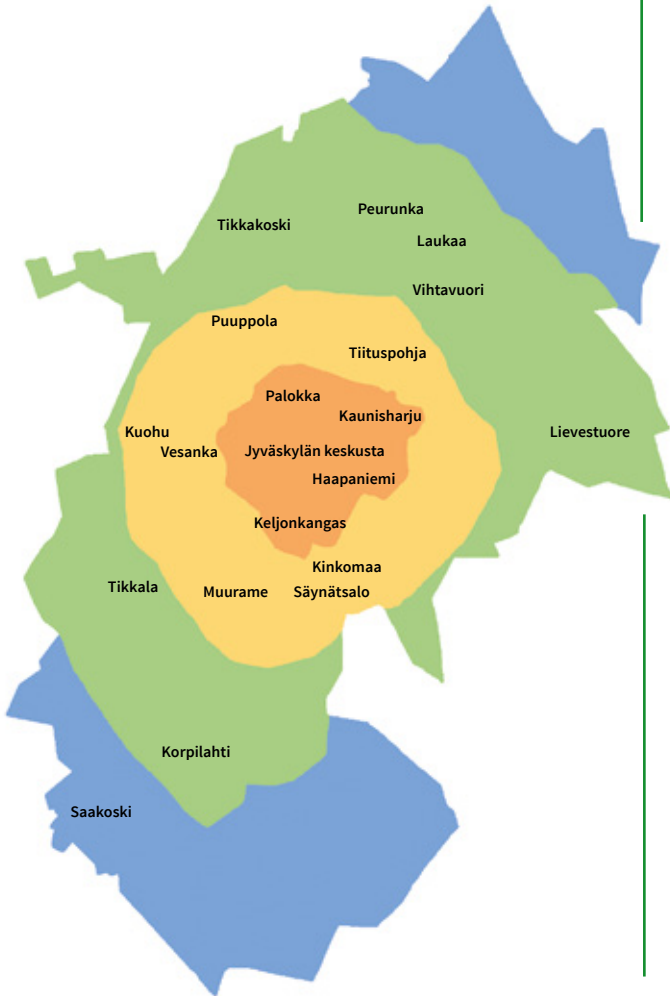 Peurunka
Tikkakoski
Laukaa
Vihtavuori
Puuppola
Tiituspohja
Palokka
Kaunisharju
Kuohu
Lievestuore
Vesanka
Jyväskylän keskusta
Haapaniemi
Keljonkangas
Kinkomaa
Tikkala
Muurame
Säynätsalo
Korpilahti
Saakoski